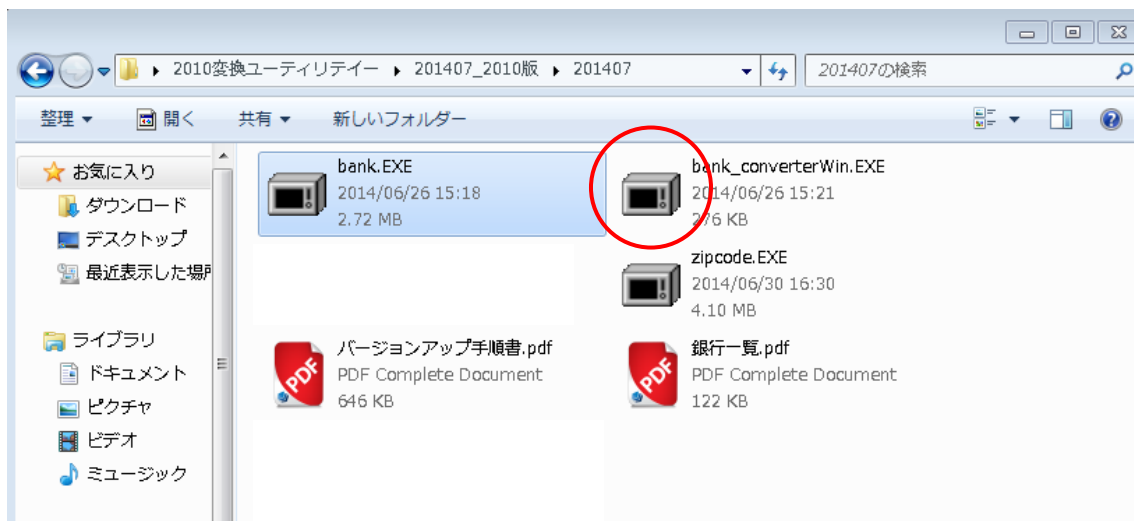 2010変換ユーティリテイー ▸ 201407_2010版 ▸ 201407
201407の検索
整理 開く 共有 新しいフォルダー
お気に入り
ダウンロード
デスクトップ
最近表示した場所
ライブラリ
ドキュメント
ピクチャ
ビデオ
ミュージック
bank.EXE
2014/06/26 15:18
2.72 MB
bank_converterWin.EXE
2014/06/26 15:21
276 KB
zipcode.EXE
2014/06/30 16:30
4.10 MB
バージョンアップ手順書.pdf
PDF Complete Document
646 KB
銀行一覧.pdf
PDF Complete Document
122 KB